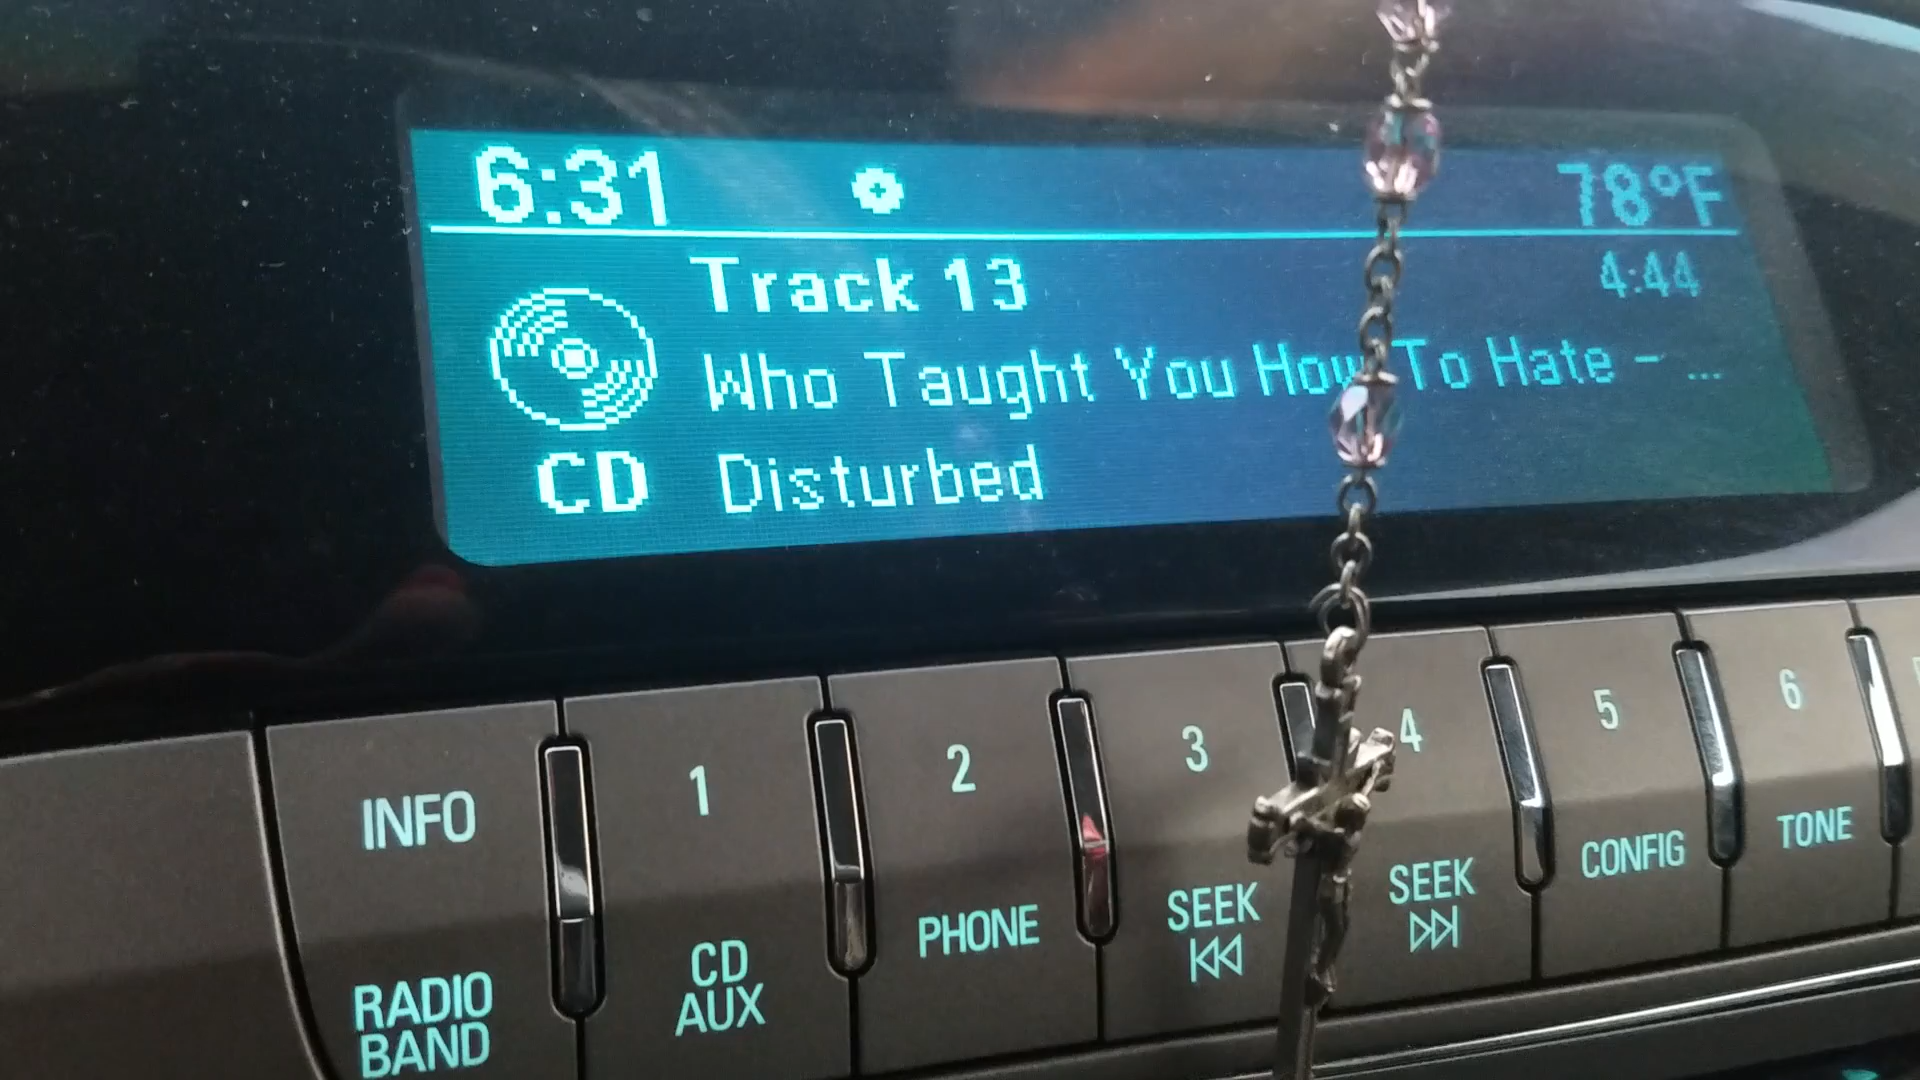 6:31 78°F
Track 13 4:44
Who Taught You How To Hate - ...
CD Disturbed
INFO 1 2 3 4 5 6
RADIO BAND CD AUX PHONE SEEK SEEK CONFIG TONE